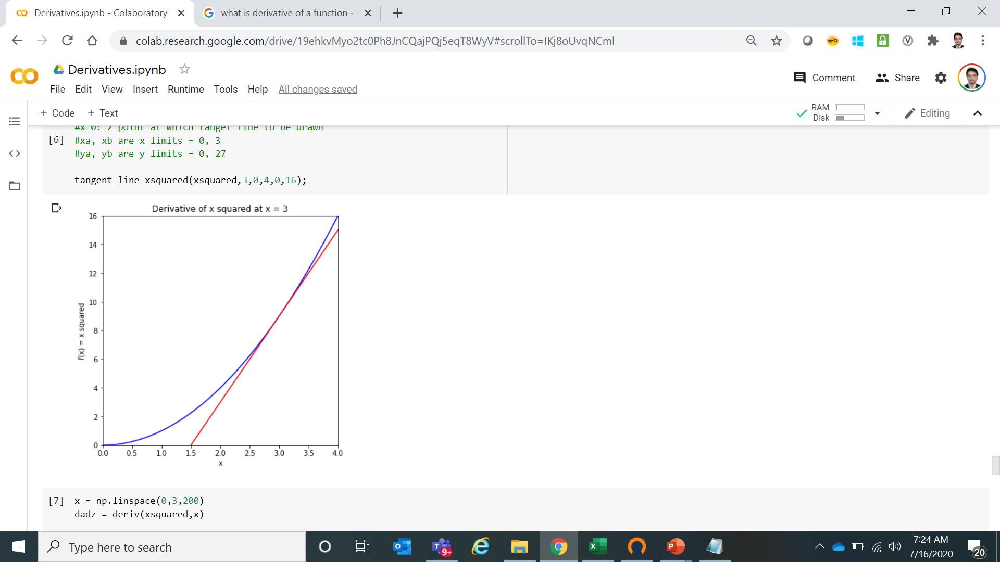 Derivatives.ipynb - Colaboratory
what is derivative of a function -
colab.research.google.com/drive/19ehkvMyo2tc0Ph8JnCQajPQj5eqT8WyV#scrollTo=IKj8oUvqNCml
Derivatives.ipynb
Comment
Share
File Edit View Insert Runtime Tools Help All changes saved
+ Code + Text
RAM
Disk
Editing
#x_0: 2 point at which tanget line to be drawn
[6] #xa, xb are x limits = 0, 3
#ya, yb are y limits = 0, 27
tangent_line_xsquared(xsquared,3,0,4,0,16);
Derivative of x squared at x = 3
16
14
12
10
8
6
4
2
0
f(x) = x squared
0.0 0.5 1.0 1.5 2.0 2.5 3.0 3.5 4.0
x
[7] x = np.linspace(0,3,200)
dadz = deriv(xsquared,x)
Type here to search
9+
7:24 AM
7/16/2020
20